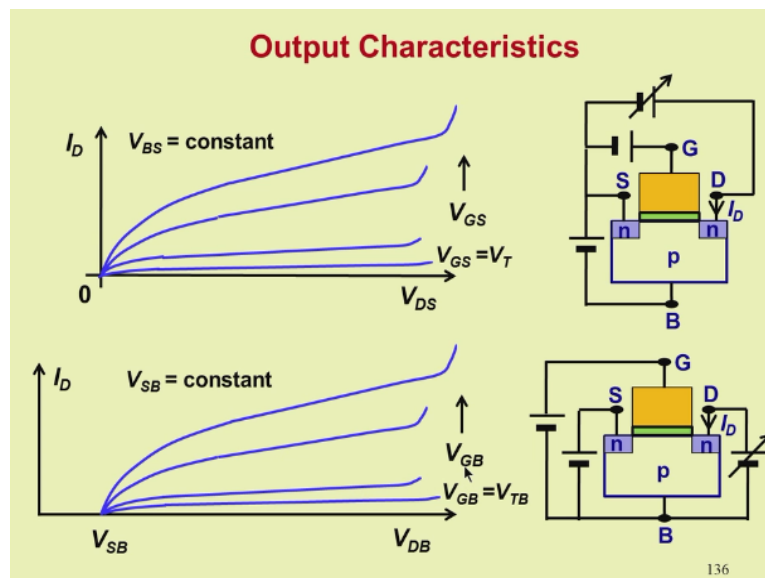 Output Characteristics
I_D
V_BS = constant
V_GS
V_GS = V_T
0
V_DS
G
S
D
I_D
n
n
p
B
I_D
V_SB = constant
V_GB
V_GB = V_TB
V_SB
V_DB
G
S
D
I_D
n
n
p
B
136